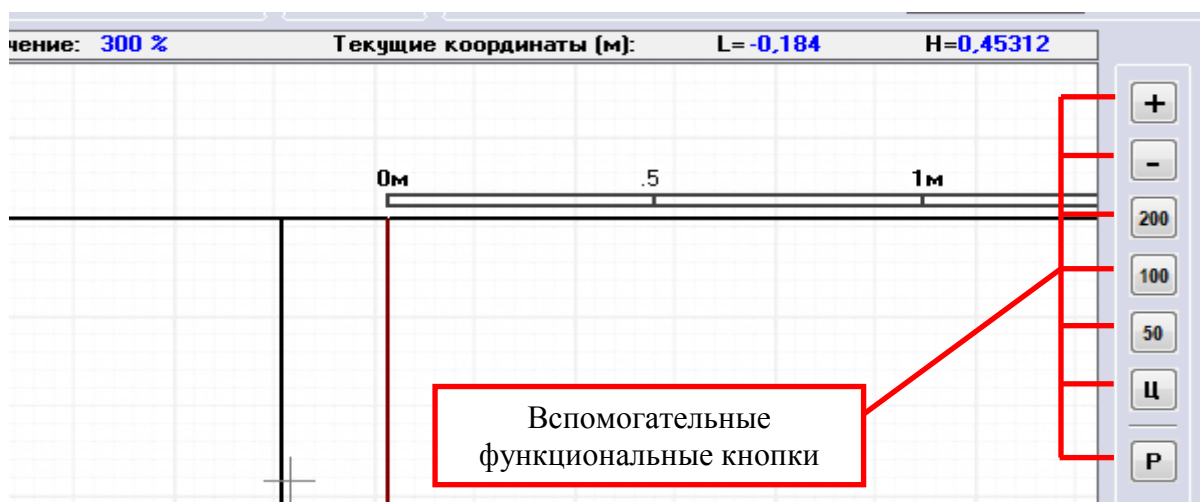 чение: 300 % Текущие координаты (м): L=-0,184 H=0,45312
+
-
0м .5 1м
200
100
50
Ц
Вспомогательные
функциональные кнопки
Р